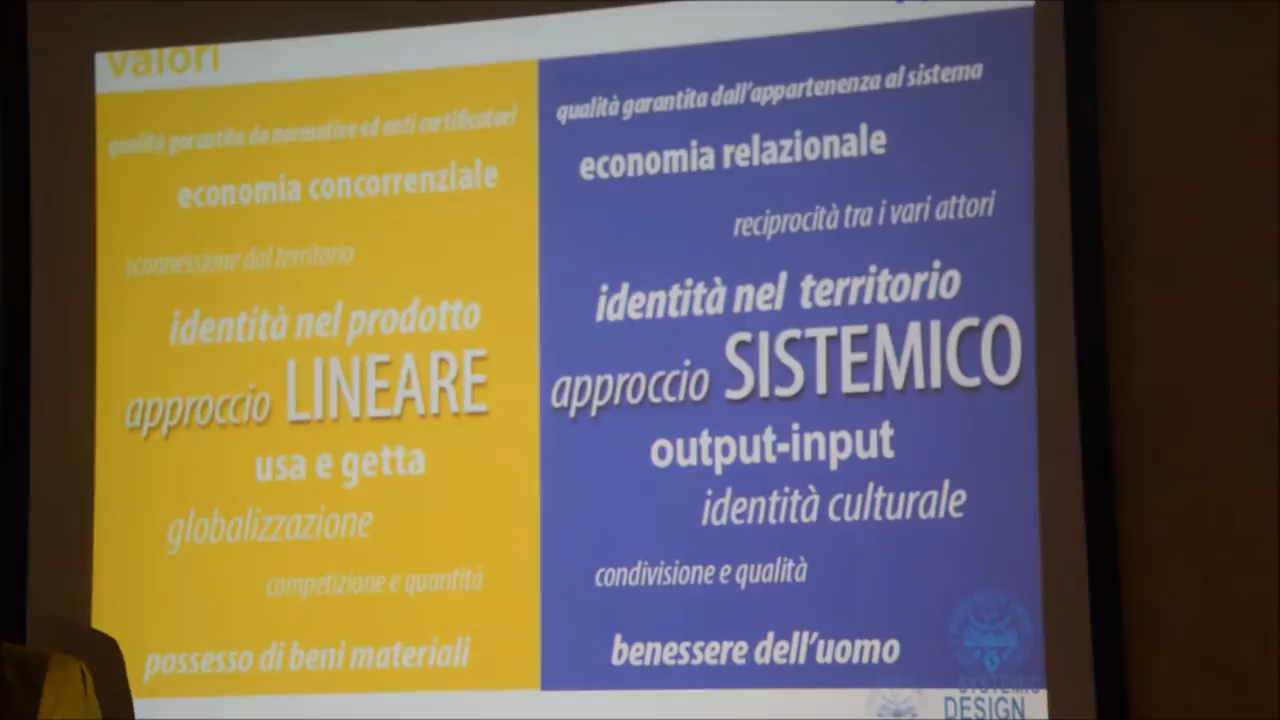 valori
qualità garantita da normative ed enti certificatori
economia concorrenziale
sconnessione dal territorio
identità nel prodotto
approccio LINEARE
usa e getta
globalizzazione
competizione e quantità
possesso di beni materiali
qualità garantita dall'appartenenza al sistema
economia relazionale
reciprocità tra i vari attori
identità nel territorio
approccio SISTEMICO
output-input
identità culturale
condivisione e qualità
benessere dell'uomo
SYSTEMIC
DESIGN